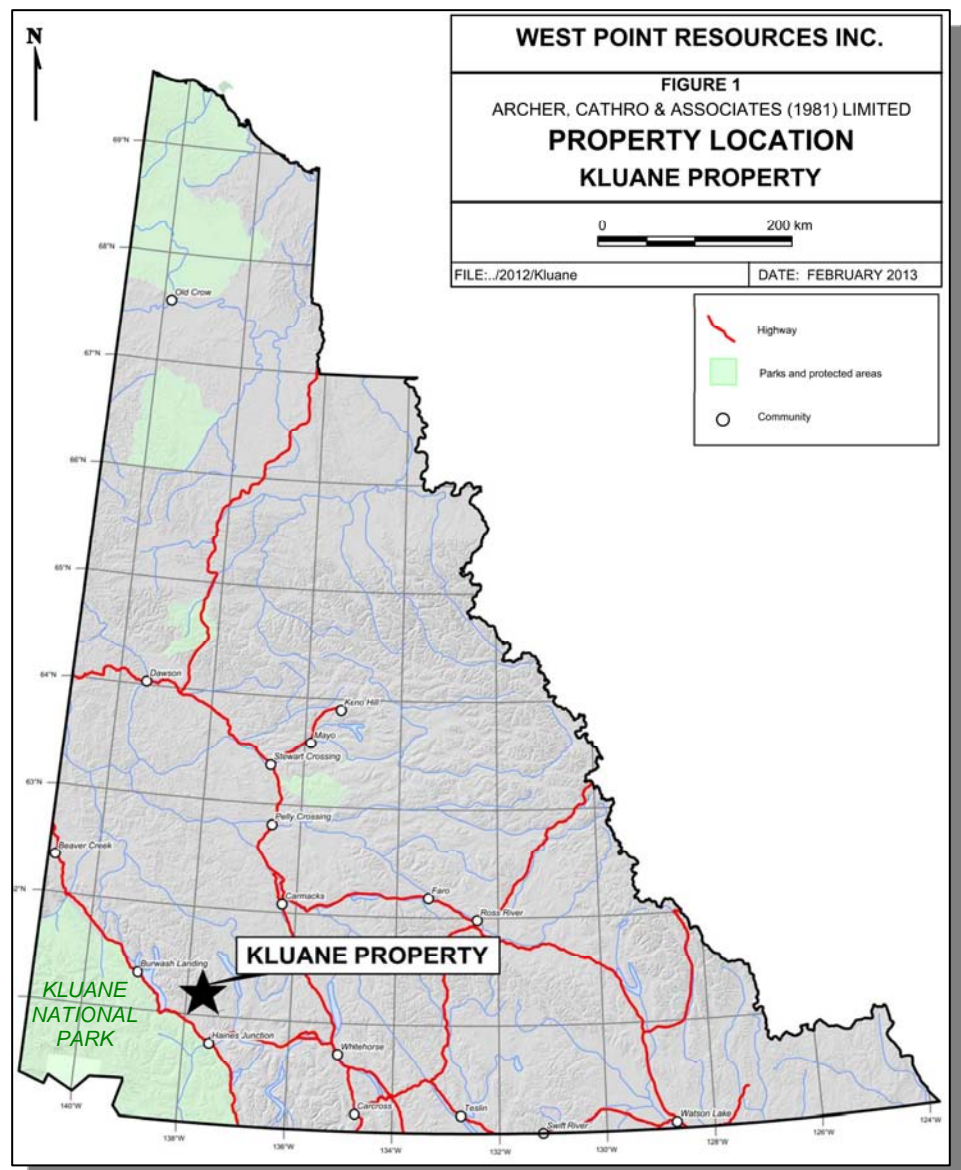 N
WEST POINT RESOURCES INC.
FIGURE 1
ARCHER, CATHRO & ASSOCIATES (1981) LIMITED
PROPERTY LOCATION
KLUANE PROPERTY
0 200 km
FILE:../2012/Kluane DATE: FEBRUARY 2013
Highway
Parks and protected areas
Community
69°N
68°N
Old Crow
67°N
66°N
65°N
64°N
Dawson
Keno Hill
Mayo
Stewart Crossing
63°N
Pelly Crossing
Beaver Creek
2°N
Carmacks
Faro
Ross River
KLUANE PROPERTY
Burwash Landing
KLUANE
NATIONAL
PARK
Haines Junction
Whitehorse
Carcross
Teslin
Swift River
Watson Lake
140°W
138°W
136°W
134°W
132°W
130°W
128°W
126°W
124°W